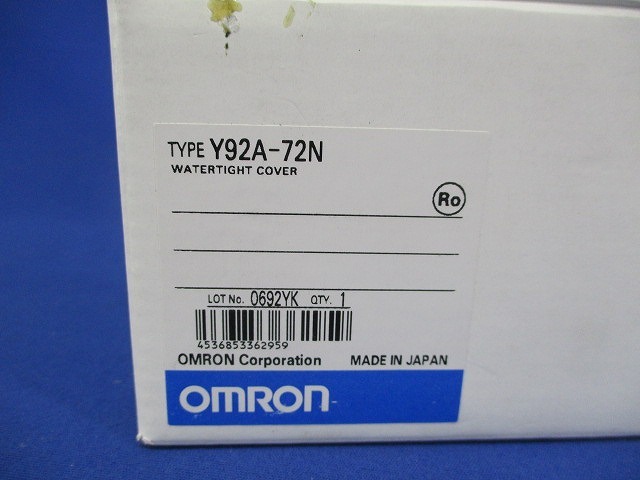 TYPE Y92A-72N
WATERTIGHT COVER
Ro
LOT No. 0692YK QTY. 1
4536853362959
OMRON Corporation MADE IN JAPAN
OMRON